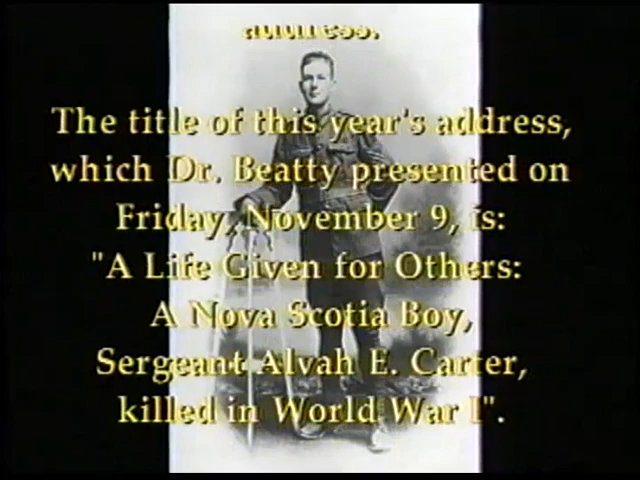 address.
The title of this year's address,
which Dr. Beatty presented on
Friday, November 9, is:
"A Life Given for Others:
A Nova Scotia Boy,
Sergeant Alvah E. Carter,
killed in World War I".